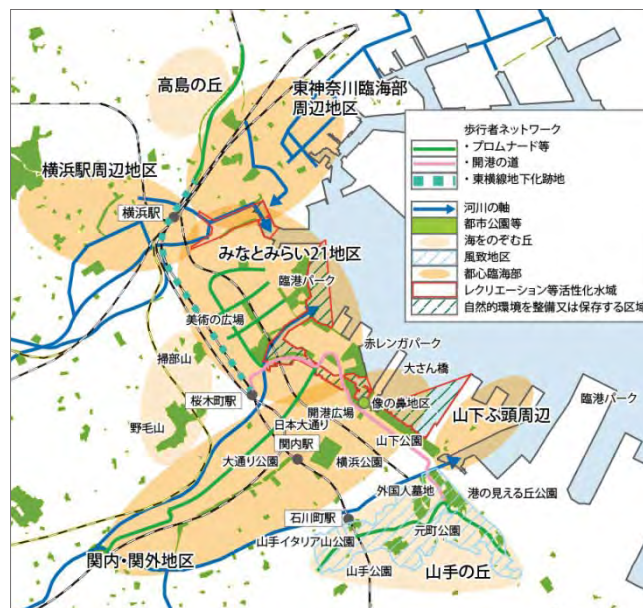 高島の丘
東神奈川臨海部
周辺地区
歩行者ネットワーク
・プロムナード等
・開港の道
・東横線地下化跡地
河川の軸
都市公園等
海をのぞむ丘
風致地区
都心臨海部
レクリエーション等活性化水域
自然的環境を整備又は保存する区域
横浜駅周辺地区
横浜駅
みなとみらい21地区
臨港パーク
美術の広場
赤レンガパーク
掃部山
大さん橋
桜木町駅
開港広場
象の鼻地区
山下ふ頭周辺
臨港パーク
野毛山
日本大通り
関内駅
山下公園
大通り公園
横浜公園
外国人墓地
港の見える丘公園
石川町駅
元町公園
山手イタリア山公園
関内・関外地区
山手公園
山手の丘